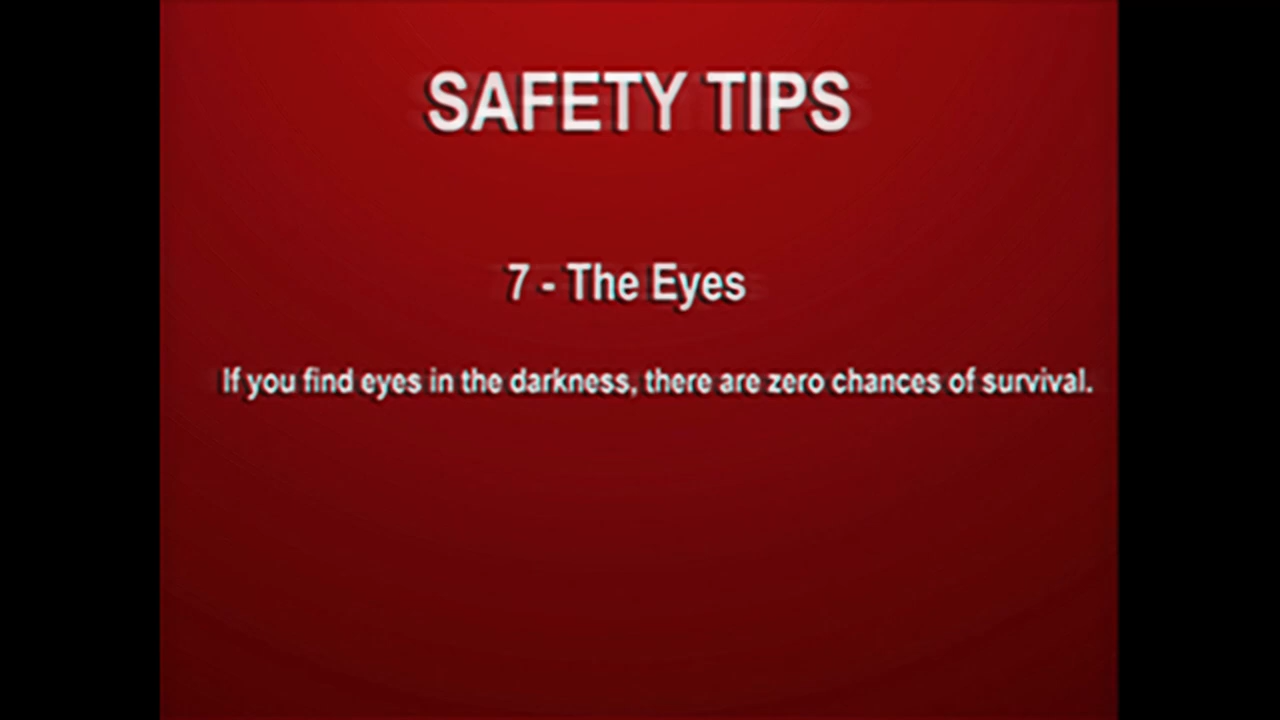 SAFETY TIPS
7 - The Eyes
If you find eyes in the darkness, there are zero chances of survival.